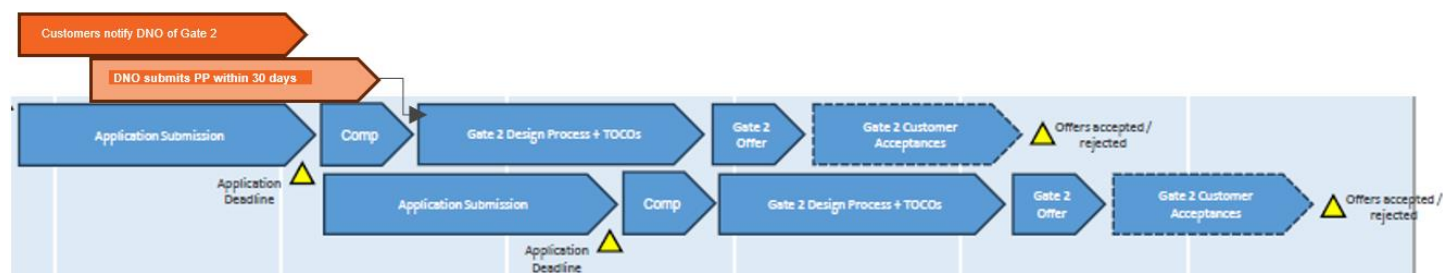 Customers notify DNO of Gate 2
DNO submits PP within 30 days
Application Submission
Comp
Gate 2 Design Process + TOCOs
Gate 2
Offer
Gate 2 Customer
Acceptances
Offers accepted /
rejected
Application
Deadline
Application Submission
Comp
Gate 2 Design Process + TOCOs
Gate 2
Offer
Gate 2 Customer
Acceptances
Offers accepted /
rejected
Application
Deadline